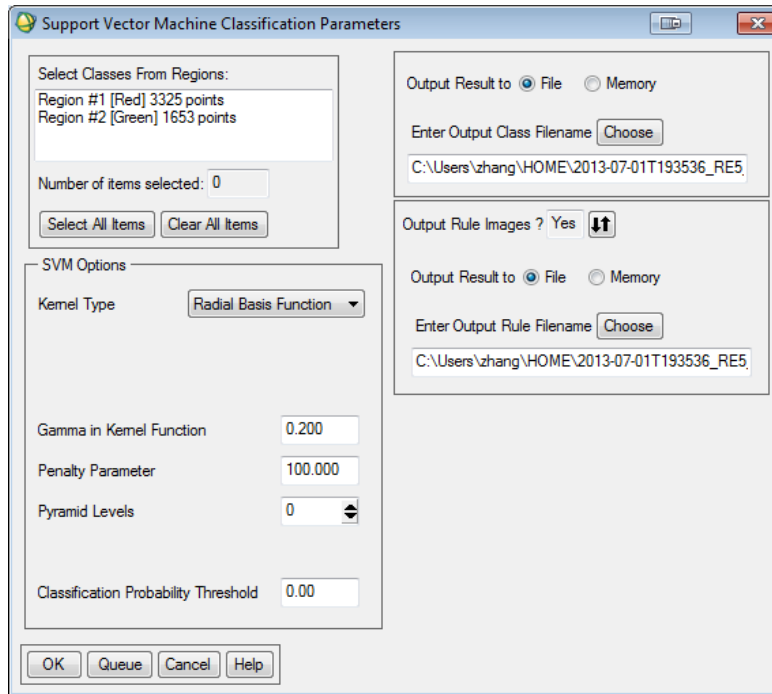 Support Vector Machine Classification Parameters
Select Classes From Regions:
Region #1 [Red] 3325 points
Region #2 [Green] 1653 points
Number of items selected: 0
Select All Items Clear All Items
SVM Options
Kernel Type Radial Basis Function
Gamma in Kernel Function 0.200
Penalty Parameter 100.000
Pyramid Levels 0
Classification Probability Threshold 0.00
Output Result to File Memory
Enter Output Class Filename Choose
C:\Users\zhang\HOME\2013-07-01T193536_RE5_
Output Rule Images ? Yes
Output Result to File Memory
Enter Output Rule Filename Choose
C:\Users\zhang\HOME\2013-07-01T193536_RE5_
OK Queue Cancel Help